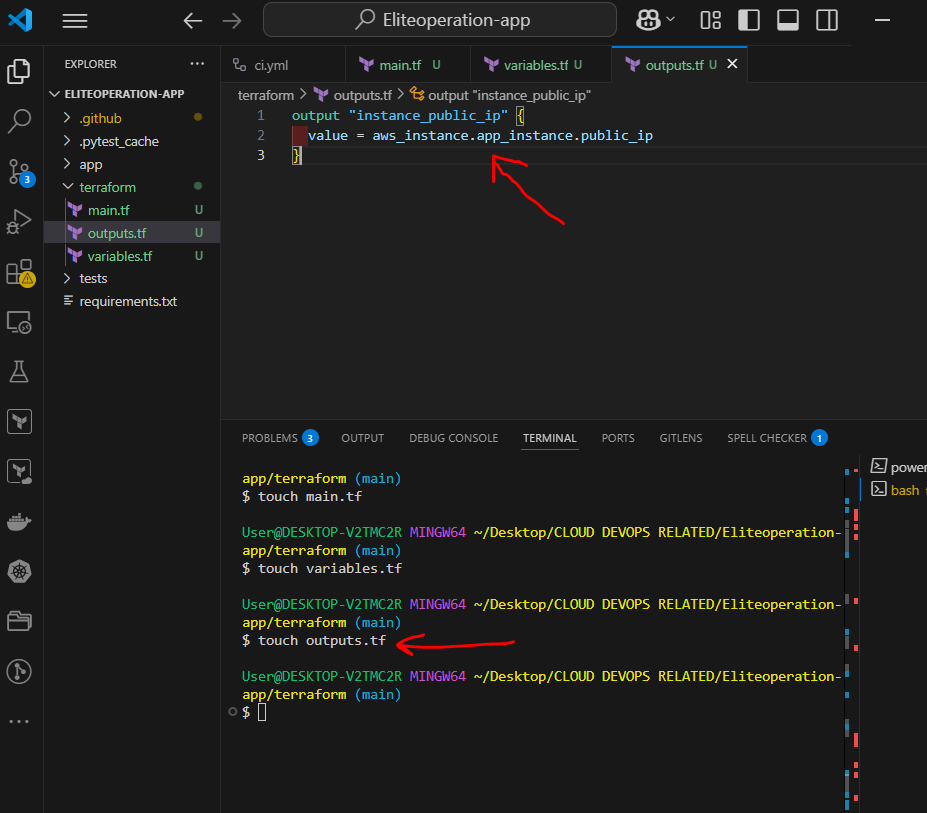 Eliteoperation-app
EXPLORER
ELITEOPERATION-APP
.github
.pytest_cache
app
terraform
main.tf U
outputs.tf U
variables.tf U
tests
requirements.txt
3
ci.yml
main.tf U
variables.tf U
outputs.tf U
terraform > outputs.tf > output "instance_public_ip"
1 output "instance_public_ip" {
2 value = aws_instance.app_instance.public_ip
3 }
PROBLEMS 3 OUTPUT DEBUG CONSOLE TERMINAL PORTS GITLENS SPELL CHECKER 1
app/terraform (main)
$ touch main.tf
User@DESKTOP-V2TMC2R MINGW64 ~/Desktop/CLOUD DEVOPS RELATED/Eliteoperation-
app/terraform (main)
$ touch variables.tf
User@DESKTOP-V2TMC2R MINGW64 ~/Desktop/CLOUD DEVOPS RELATED/Eliteoperation-
app/terraform (main)
$ touch outputs.tf
User@DESKTOP-V2TMC2R MINGW64 ~/Desktop/CLOUD DEVOPS RELATED/Eliteoperation-
app/terraform (main)
$
power
bash